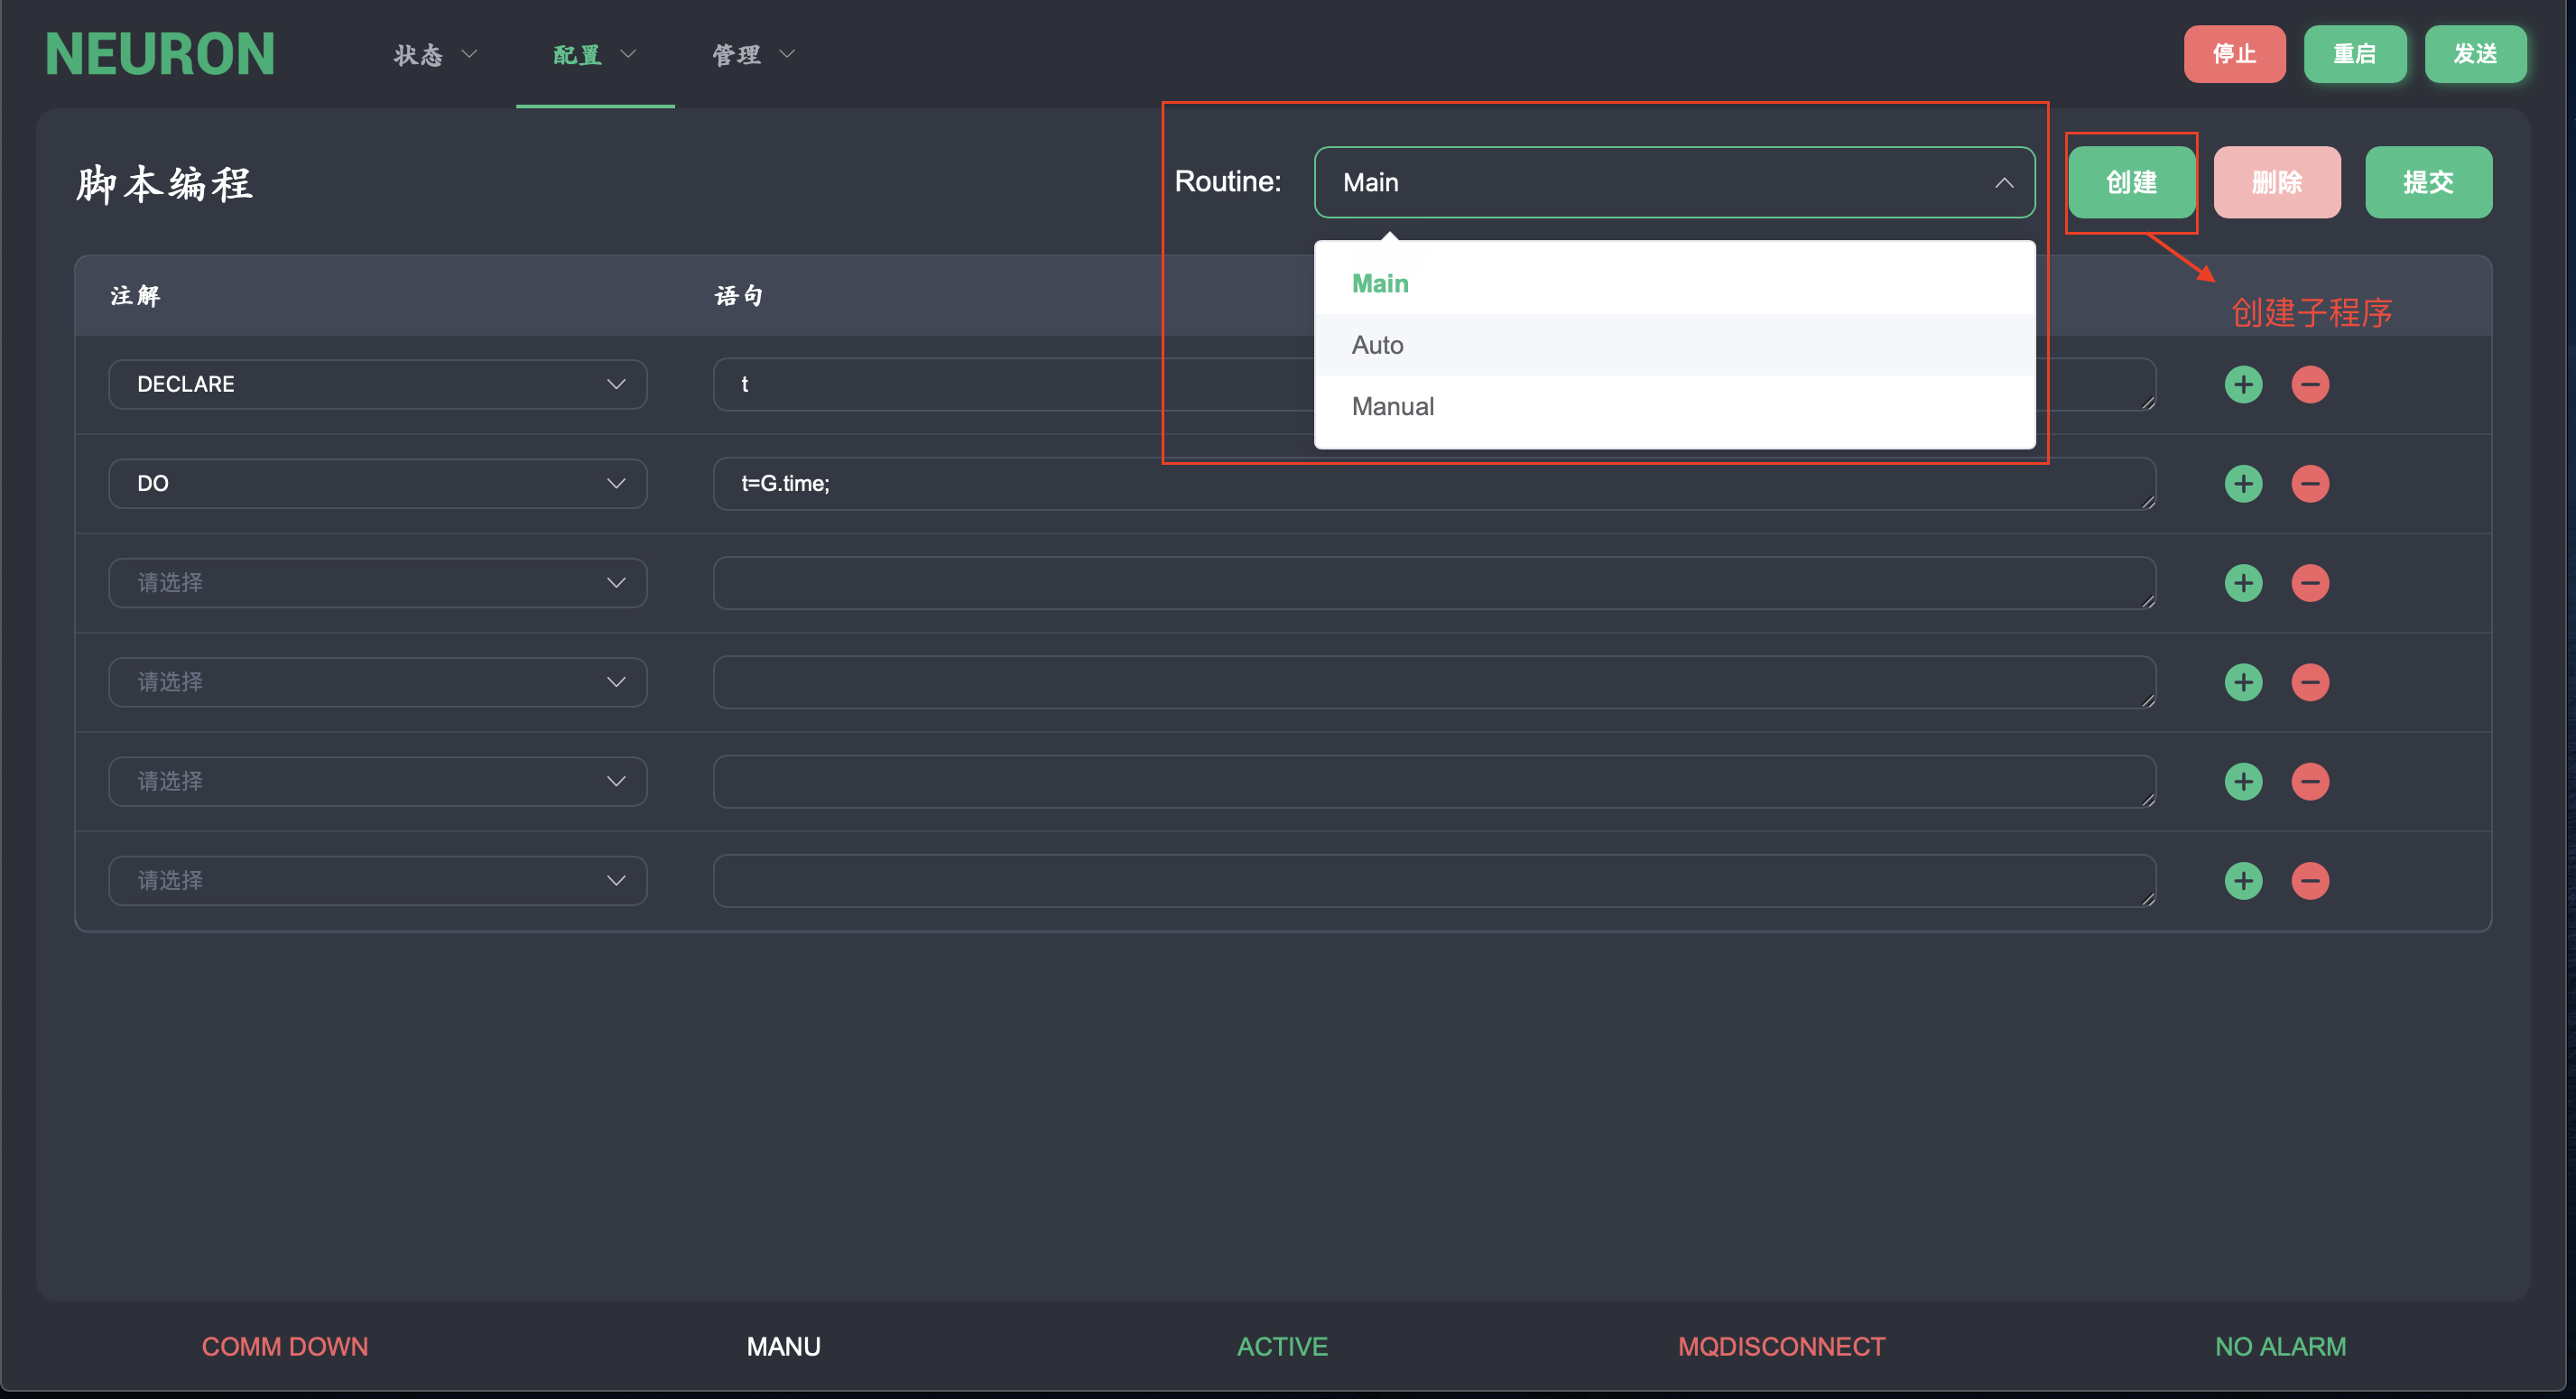 NEURON 状态 配置 管理 停止 重启 发送
脚本编程 Routine: Main 创建 删除 提交
Main
Auto
Manual
注解 语句 创建子程序
DECLARE t
DO t=G.time;
请选择
请选择
请选择
请选择
COMM DOWN MANU ACTIVE MQDISCONNECT NO ALARM